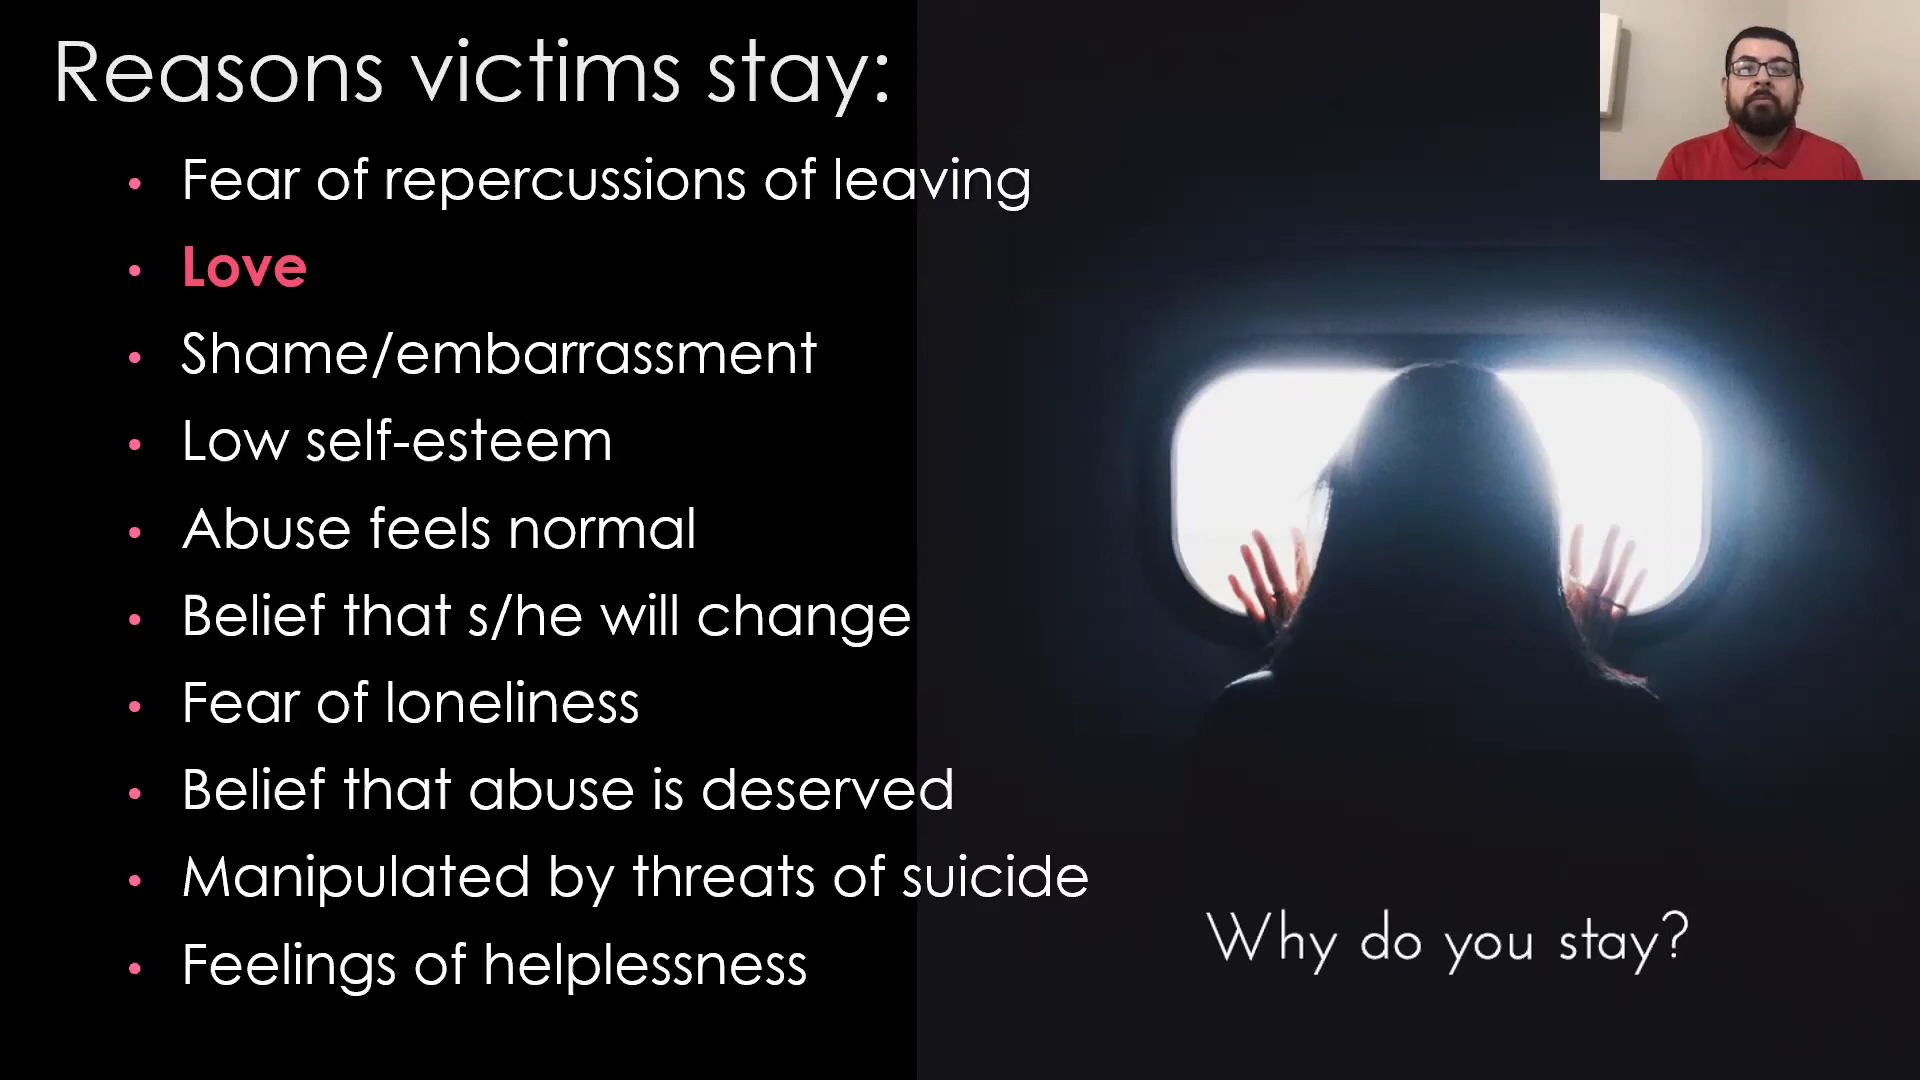 Reasons victims stay:
Fear of repercussions of leaving
Love
Shame/embarrassment
Low self-esteem
Abuse feels normal
Belief that s/he will change
Fear of loneliness
Belief that abuse is deserved
Manipulated by threats of suicide
Feelings of helplessness
Why do you stay?